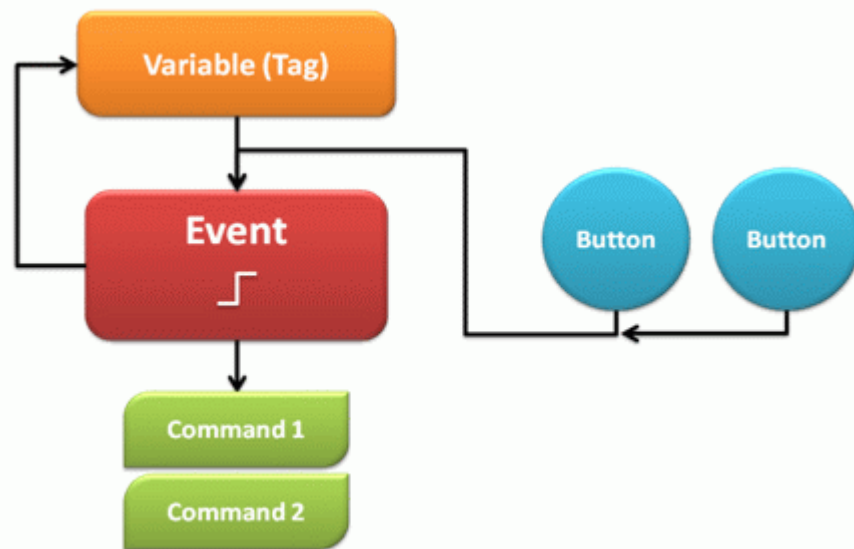 Variable (Tag)
Event
Button
Button
Command 1
Command 2